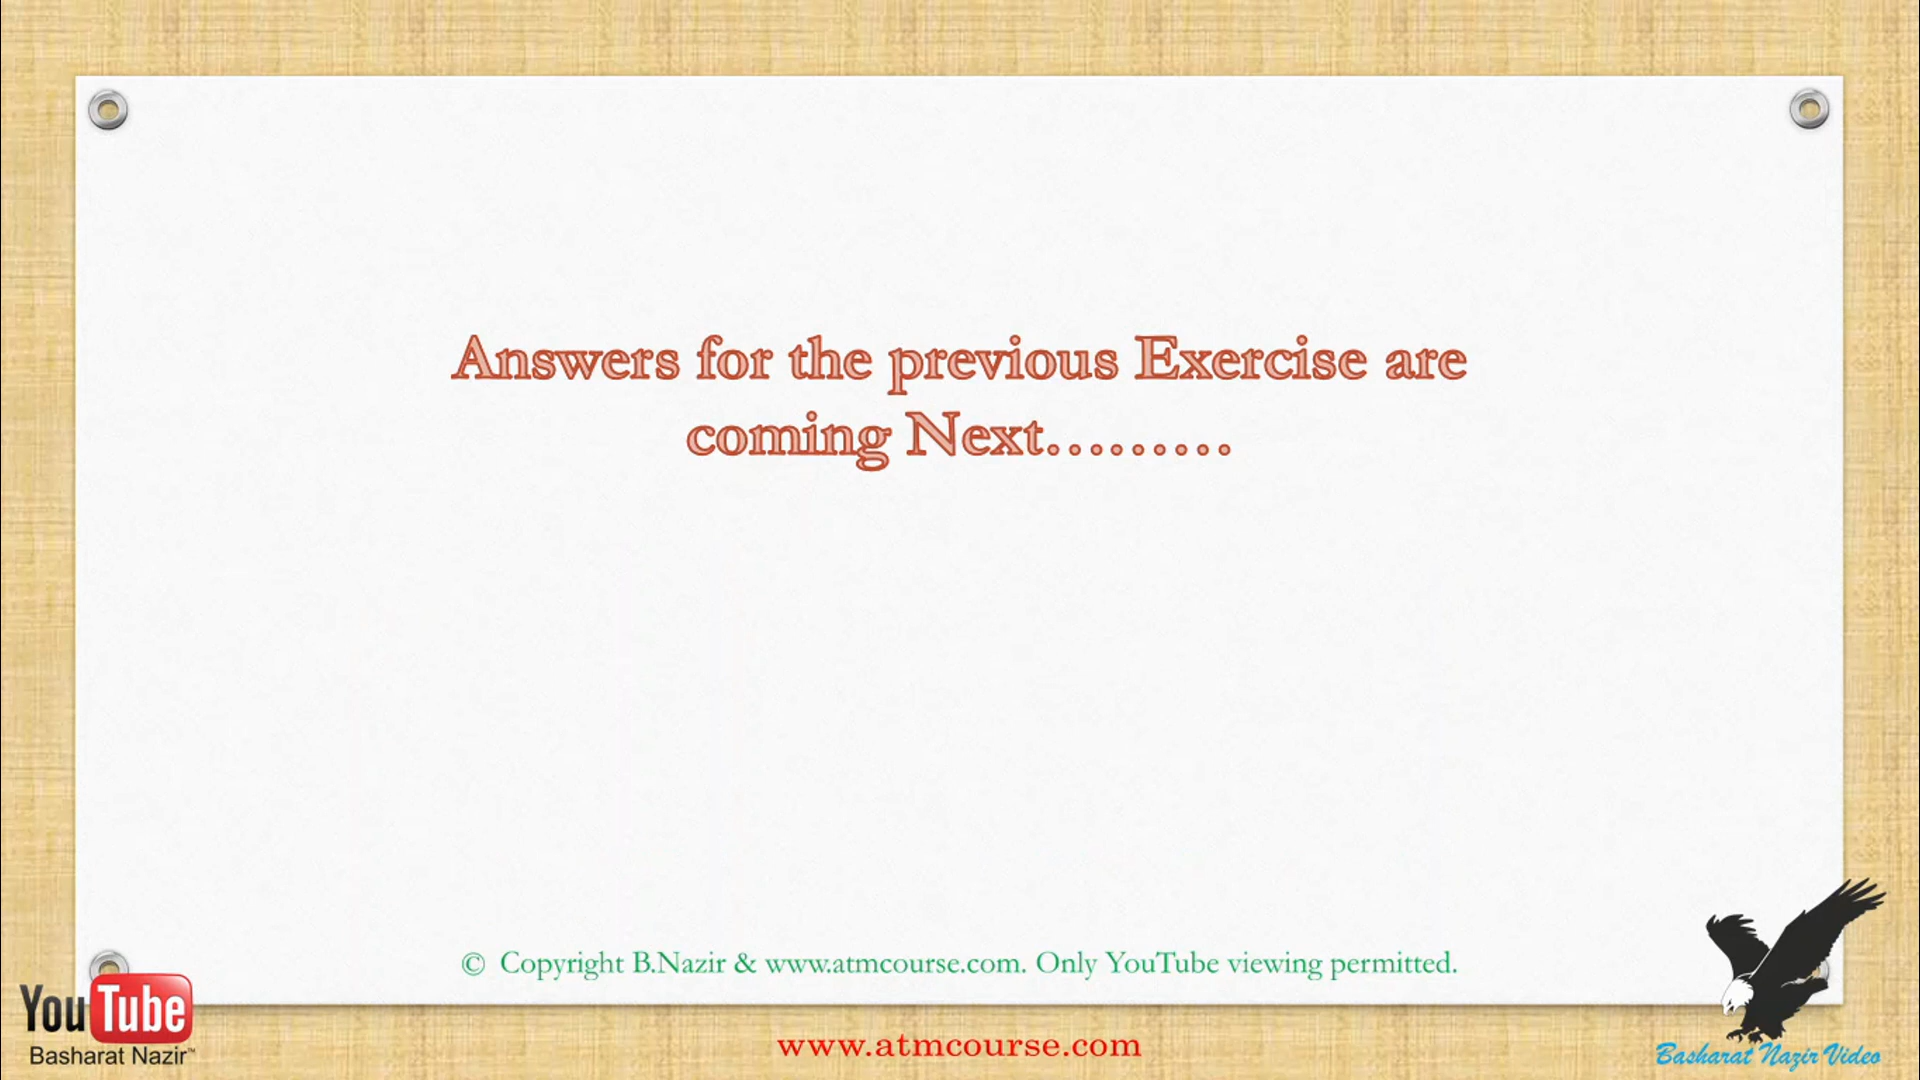 Answers for the previous Exercise are
coming Next.........
© Copyright B.Nazir & www.atmcourse.com. Only YouTube viewing permitted.
YouTube
Basharat Nazir™
www.atmcourse.com
Basharat Nazir Video